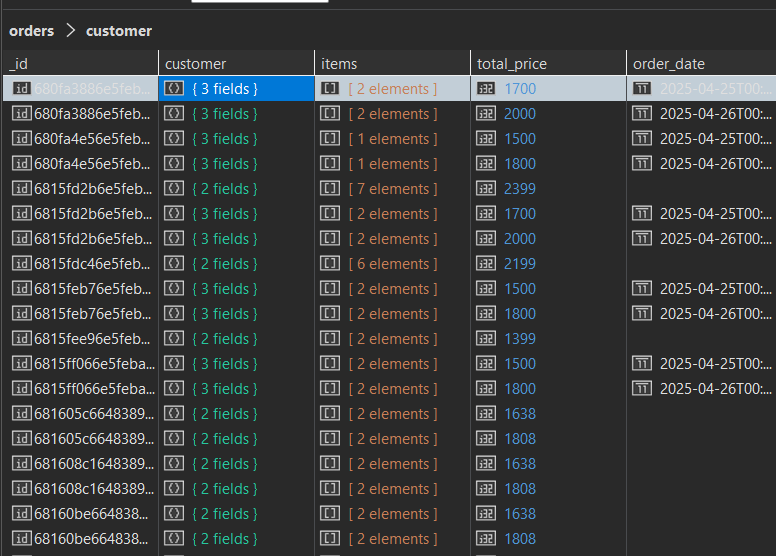 orders > customer
_id customer items total_price order_date
680fa3886e5feb... { 3 fields } [ 2 elements ] 1700 2025-04-25T00:...
680fa3886e5feb... { 3 fields } [ 2 elements ] 2000 2025-04-26T00:...
680fa4e56e5feb... { 3 fields } [ 1 elements ] 1500 2025-04-25T00:...
680fa4e56e5feb... { 3 fields } [ 1 elements ] 1800 2025-04-26T00:...
6815fd2b6e5feb... { 2 fields } [ 7 elements ] 2399
6815fd2b6e5feb... { 3 fields } [ 2 elements ] 1700 2025-04-25T00:...
6815fd2b6e5feb... { 3 fields } [ 2 elements ] 2000 2025-04-26T00:...
6815fdc46e5feb... { 2 fields } [ 6 elements ] 2199
6815feb76e5feb... { 3 fields } [ 2 elements ] 1500 2025-04-25T00:...
6815feb76e5feb... { 3 fields } [ 2 elements ] 1800 2025-04-26T00:...
6815fee96e5feb... { 2 fields } [ 2 elements ] 1399
6815ff066e5feba... { 3 fields } [ 2 elements ] 1500 2025-04-25T00:...
6815ff066e5feba... { 3 fields } [ 2 elements ] 1800 2025-04-26T00:...
681605c6648389... { 2 fields } [ 2 elements ] 1638
681605c6648389... { 2 fields } [ 2 elements ] 1808
681608c1648389... { 2 fields } [ 2 elements ] 1638
681608c1648389... { 2 fields } [ 2 elements ] 1808
68160be664838... { 2 fields } [ 2 elements ] 1638
68160be664838... { 2 fields } [ 2 elements ] 1808